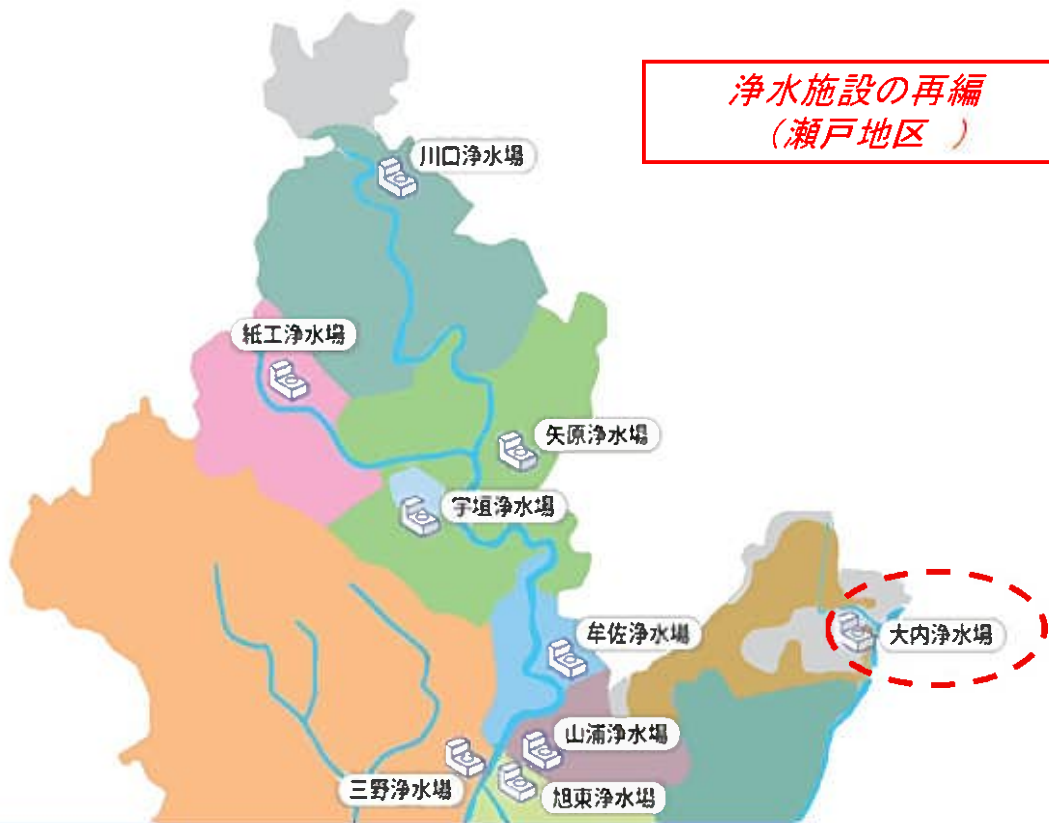 浄水施設の再編
（瀬戸地区　）
川口浄水場
紙工浄水場
矢原浄水場
宇垣浄水場
牟佐浄水場
大内浄水場
山浦浄水場
三野浄水場
旭東浄水場